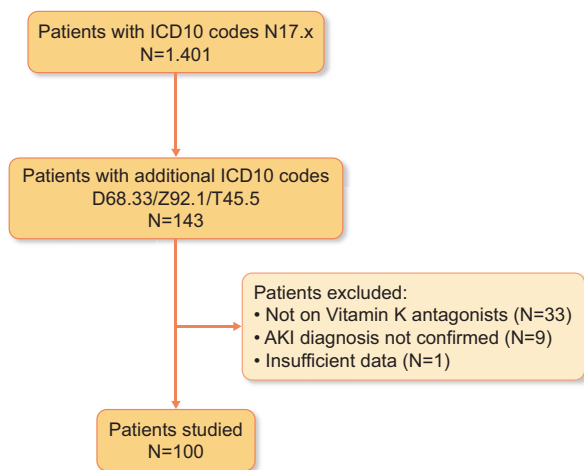 Patients with ICD10 codes N17.x
N=1.401
Patients with additional ICD10 codes
D68.33/Z92.1/T45.5
N=143
Patients excluded:
• Not on Vitamin K antagonists (N=33)
• AKI diagnosis not confirmed (N=9)
• Insufficient data (N=1)
Patients studied
N=100